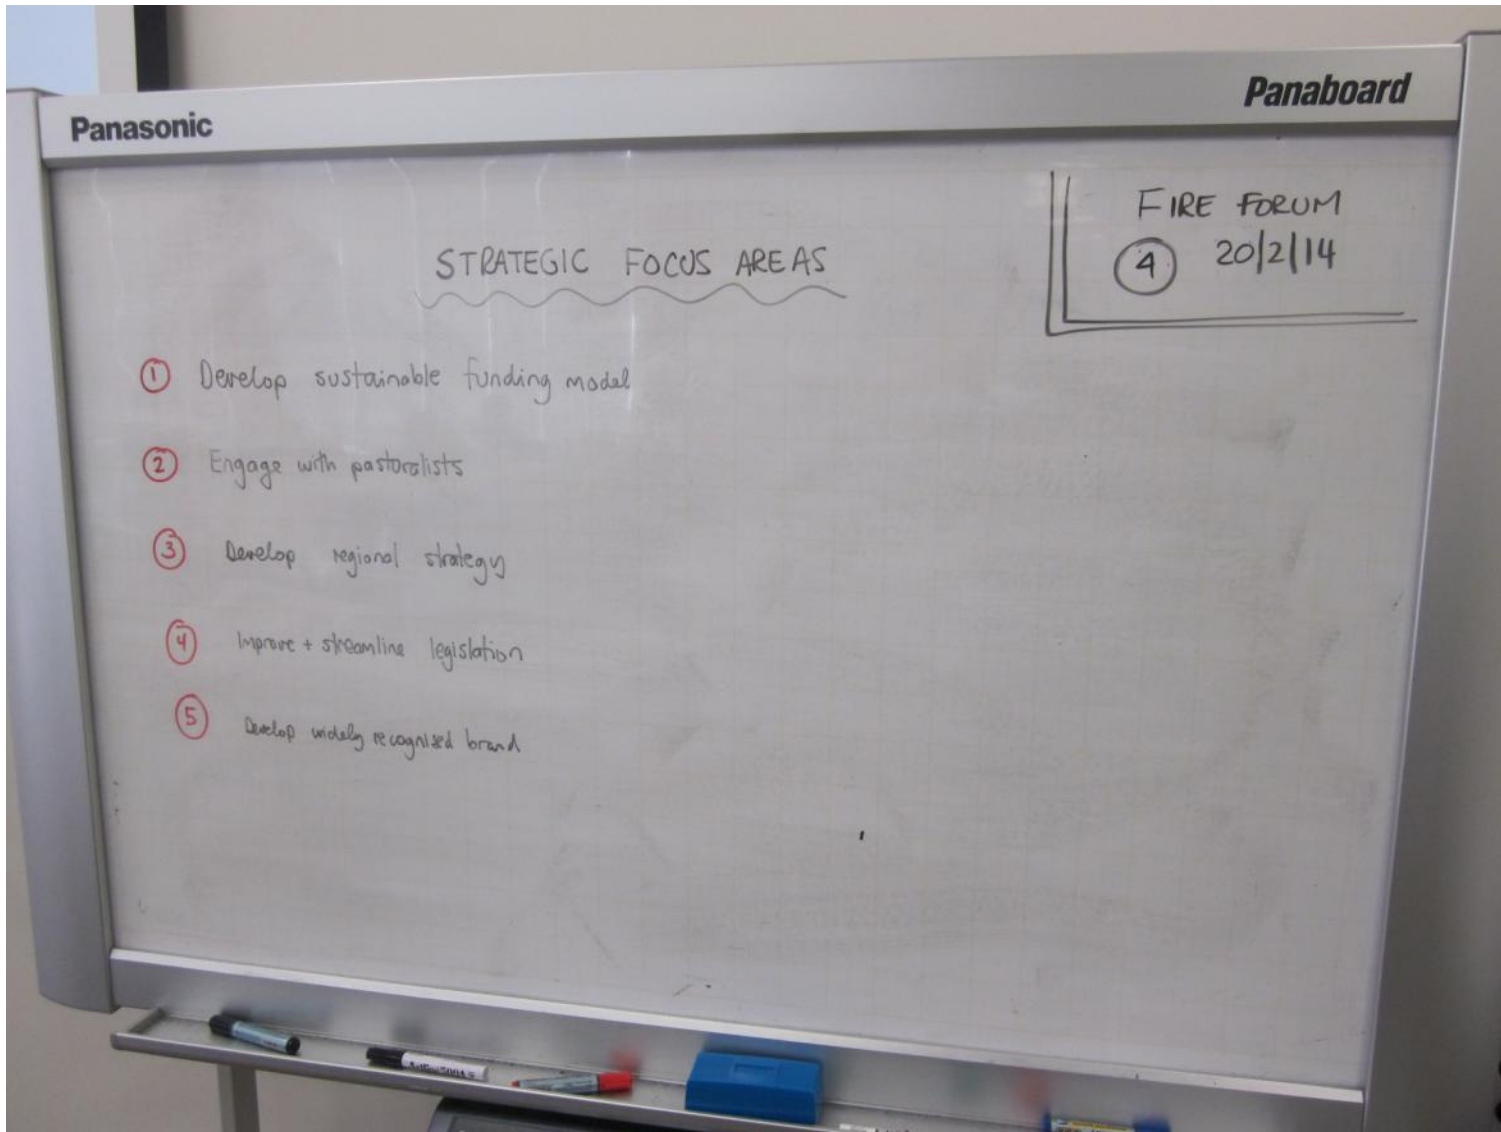 Panasonic
Panaboard
FIRE FORUM
4 20/2/14
STRATEGIC FOCUS AREAS
1 Develop sustainable funding model
2 Engage with pastoralists
3 Develop regional strategy
4 Improve + streamline legislation
5 Develop widely recognised brand